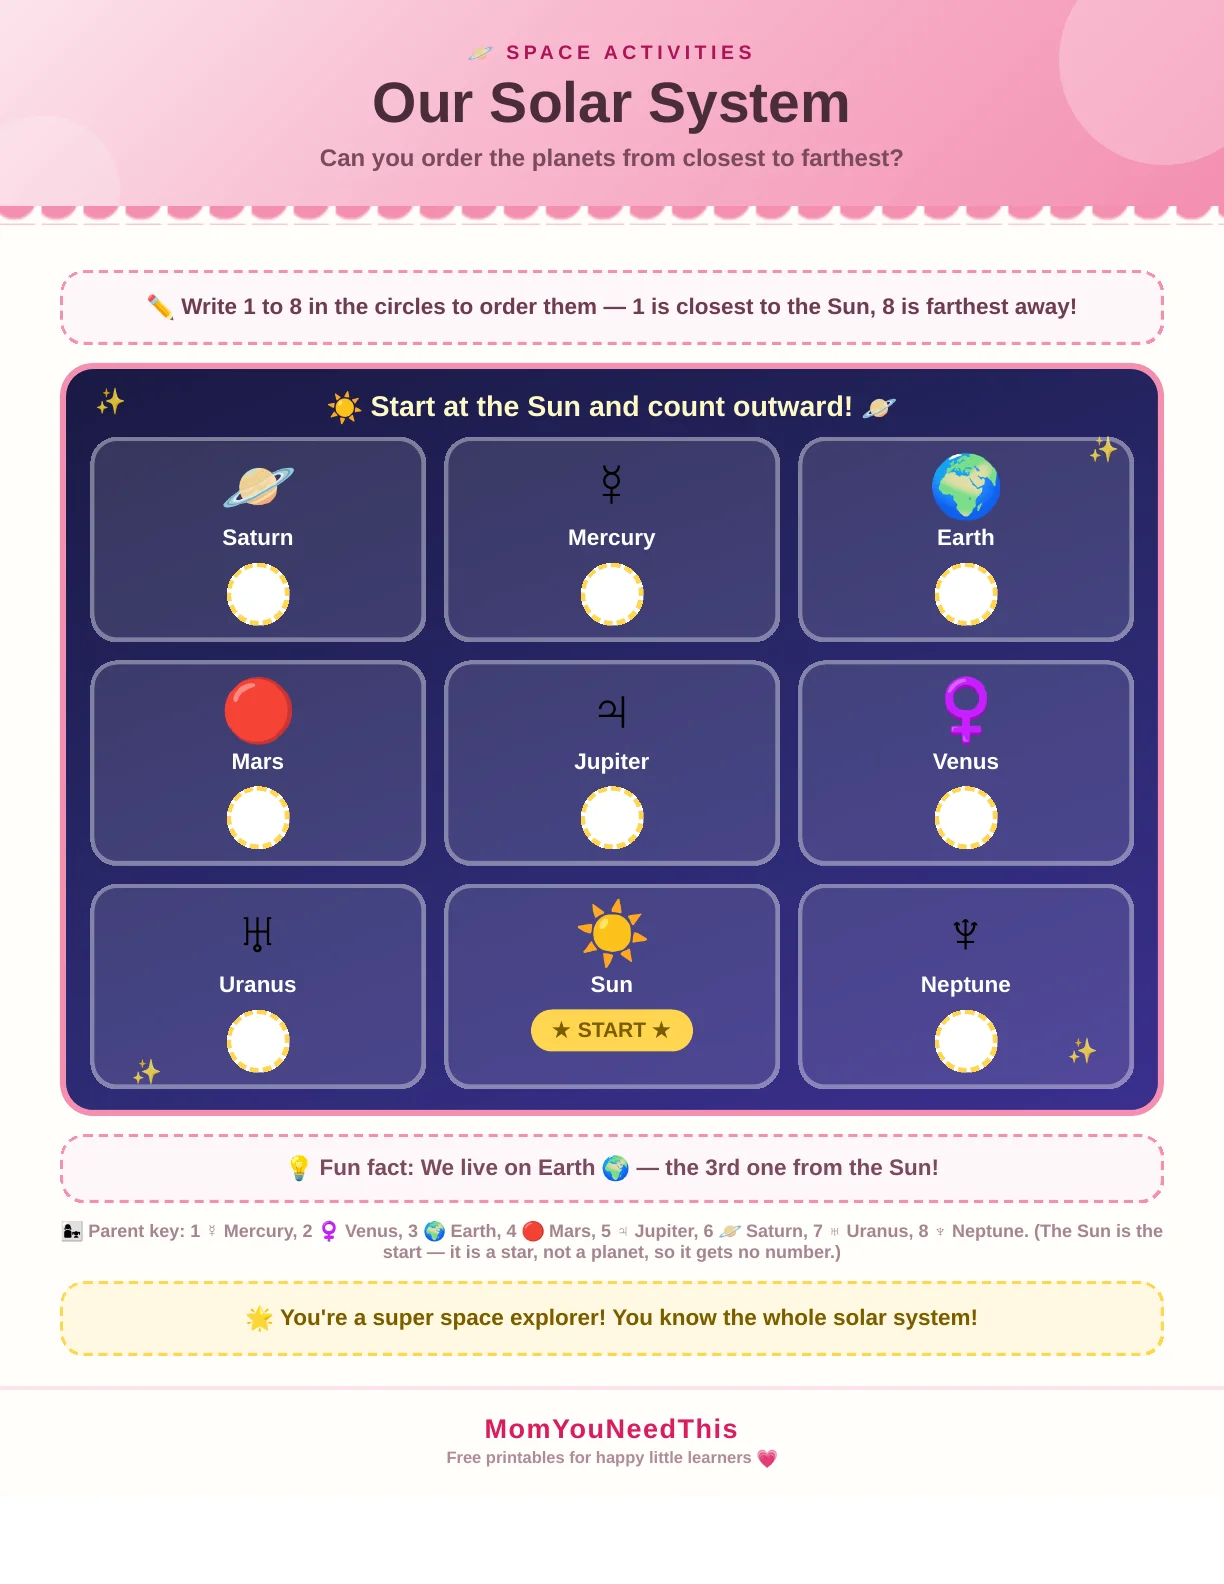 🪐 SPACE ACTIVITIES
Our Solar System
Can you order the planets from closest to farthest?
✏️ Write 1 to 8 in the circles to order them — 1 is closest to the Sun, 8 is farthest away!
☀️ Start at the Sun and count outward! 🪐
Saturn
☿
Mercury
Earth
Mars
♃
Jupiter
♀
Venus
♅
Uranus
Sun
★ START ★
♆
Neptune
💡 Fun fact: We live on Earth 🌍 — the 3rd one from the Sun!
👩‍👧 Parent key: 1 ☿ Mercury, 2 ♀ Venus, 3 🌍 Earth, 4 🔴 Mars, 5 ♃ Jupiter, 6 🪐 Saturn, 7 ♅ Uranus, 8 ♆ Neptune. (The Sun is the
start — it is a star, not a planet, so it gets no number.)
🌟 You're a super space explorer! You know the whole solar system!
MomYouNeedThis
Free printables for happy little learners 💗